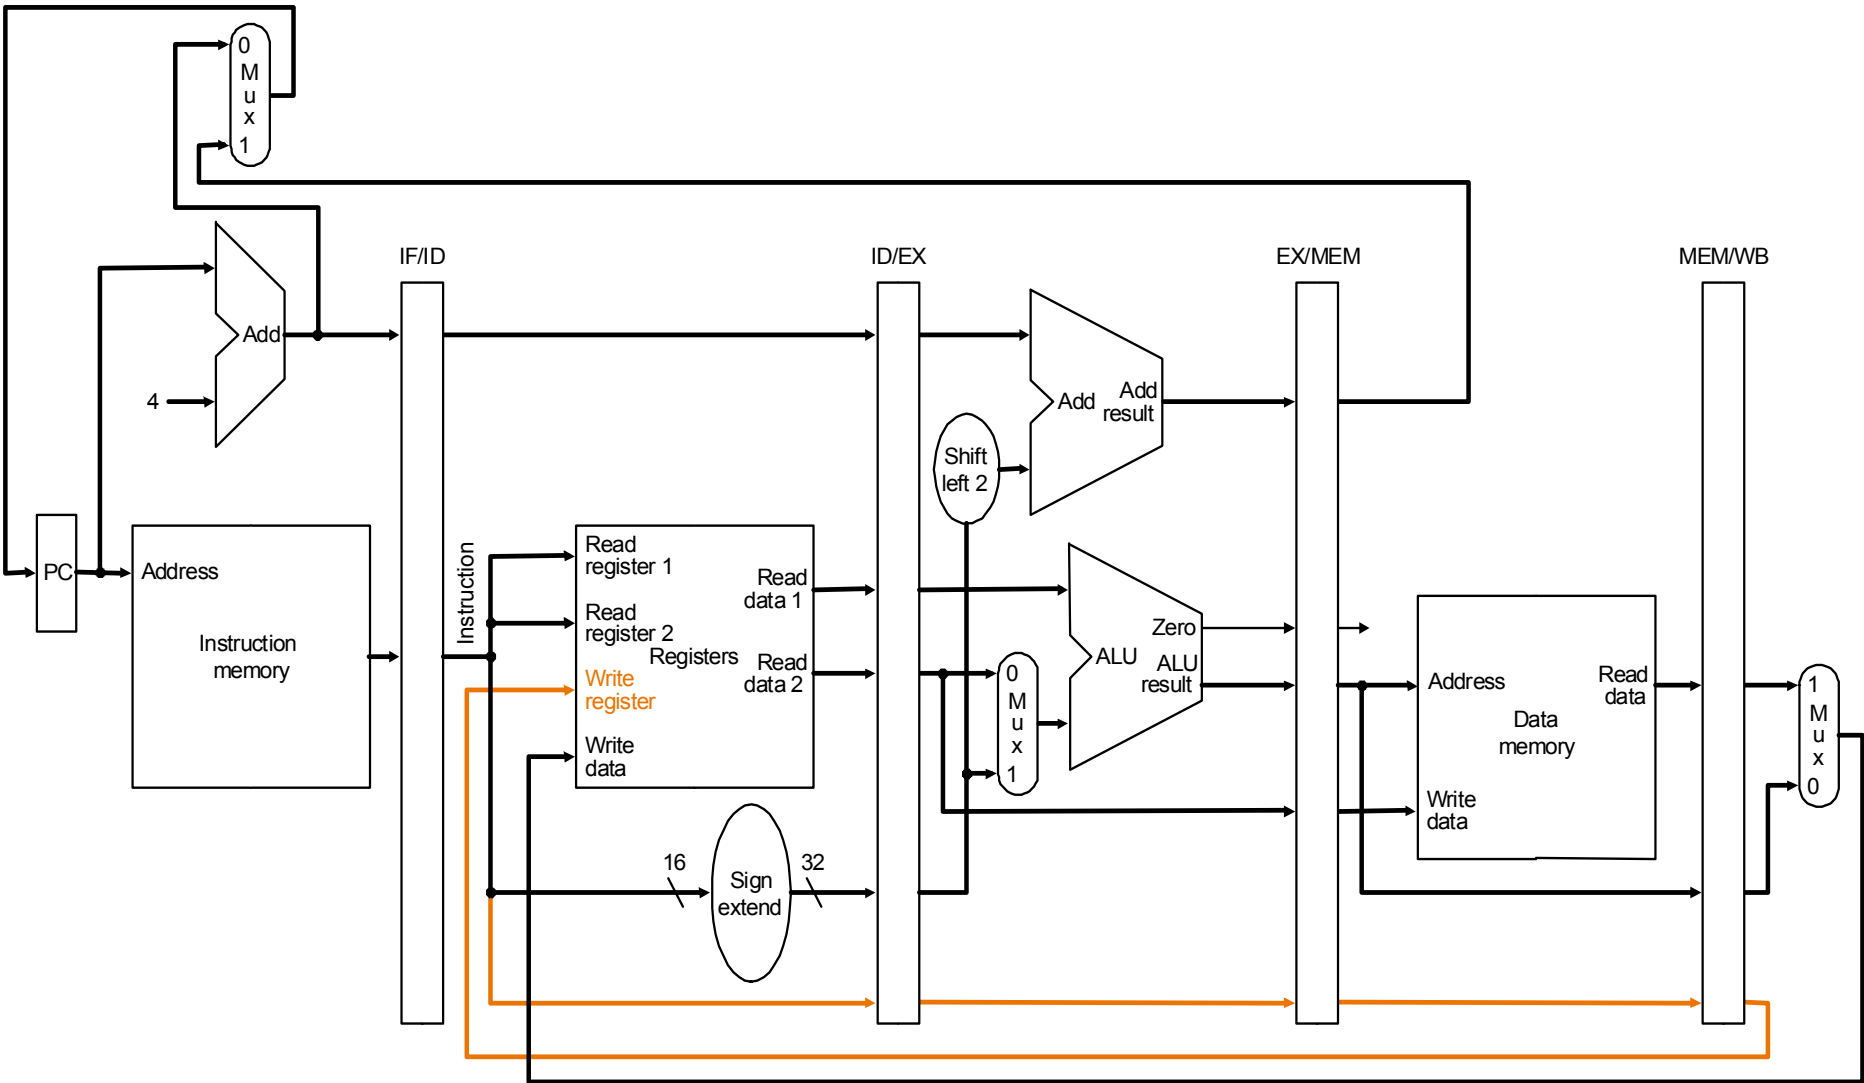 0
M
u
x
1
IF/ID
ID/EX
EX/MEM
MEM/WB
Add
4
Add
Add
result
Shift
left 2
PC
Address
Instruction
memory
Instruction
Read
register 1
Read
register 2
Registers
Write
register
Write
data
Read
data 1
Read
data 2
0
M
u
x
1
Zero
ALU
ALU
result
Address
Read
data
Data
memory
Write
data
1
M
u
x
0
16
Sign
extend
32